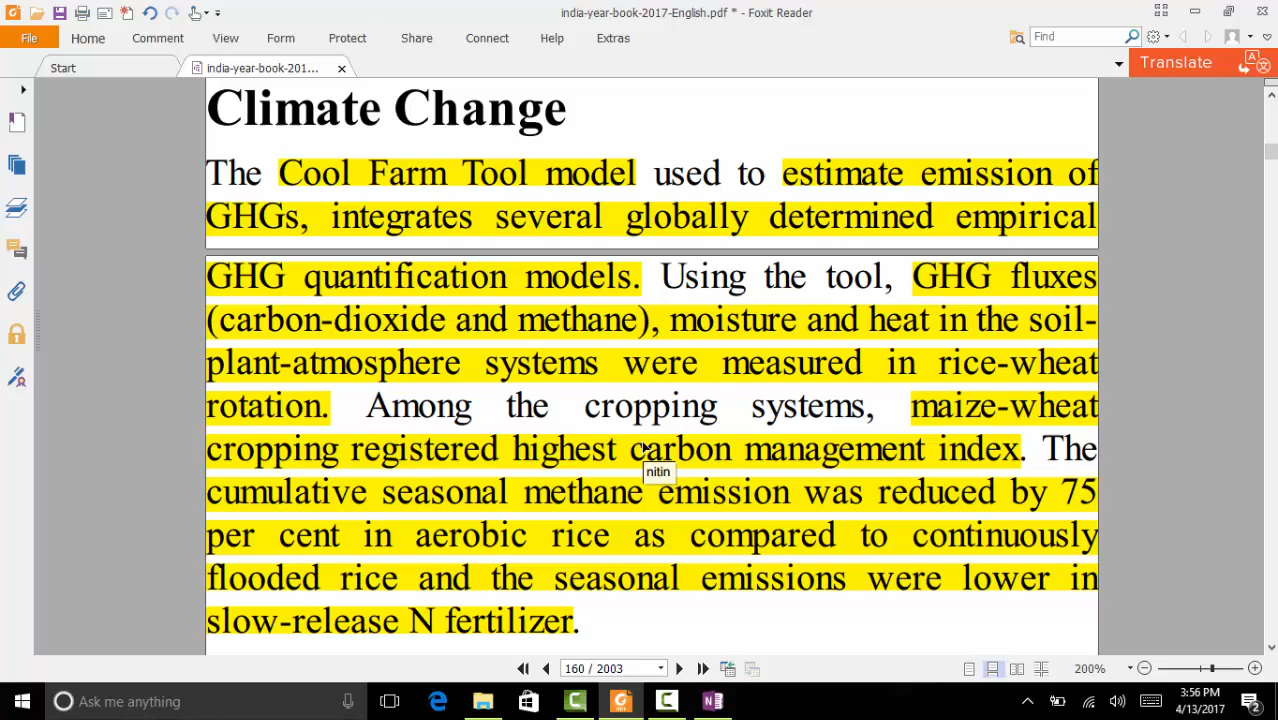 india-year-book-2017-English.pdf * - Foxit Reader
File Home Comment View Form Protect Share Connect Help Extras Find
Start india-year-book-201... Translate
Climate Change
The Cool Farm Tool model used to estimate emission of
GHGs, integrates several globally determined empirical
GHG quantification models. Using the tool, GHG fluxes
(carbon-dioxide and methane), moisture and heat in the soil-
plant-atmosphere systems were measured in rice-wheat
rotation. Among the cropping systems, maize-wheat
cropping registered highest carbon management index. The
nitin
cumulative seasonal methane emission was reduced by 75
per cent in aerobic rice as compared to continuously
flooded rice and the seasonal emissions were lower in
slow-release N fertilizer.
160 / 2003 200%
Ask me anything
3:56 PM
4/13/2017
2